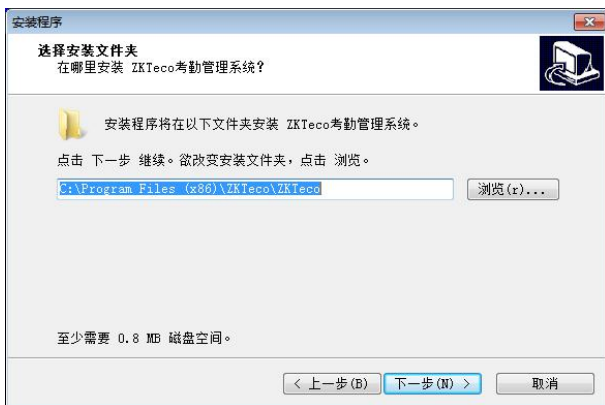 安装程序
选择安装文件夹
在哪里安装 ZKTeco考勤管理系统?
安装程序将在以下文件夹安装 ZKTeco考勤管理系统。
点击 下一步 继续。欲改变安装文件夹，点击 浏览。
C:\Program Files (x86)\ZKTeco\ZKTeco
浏览(r)...
至少需要 0.8 MB 磁盘空间。
< 上一步(B)
下一步(N) >
取消